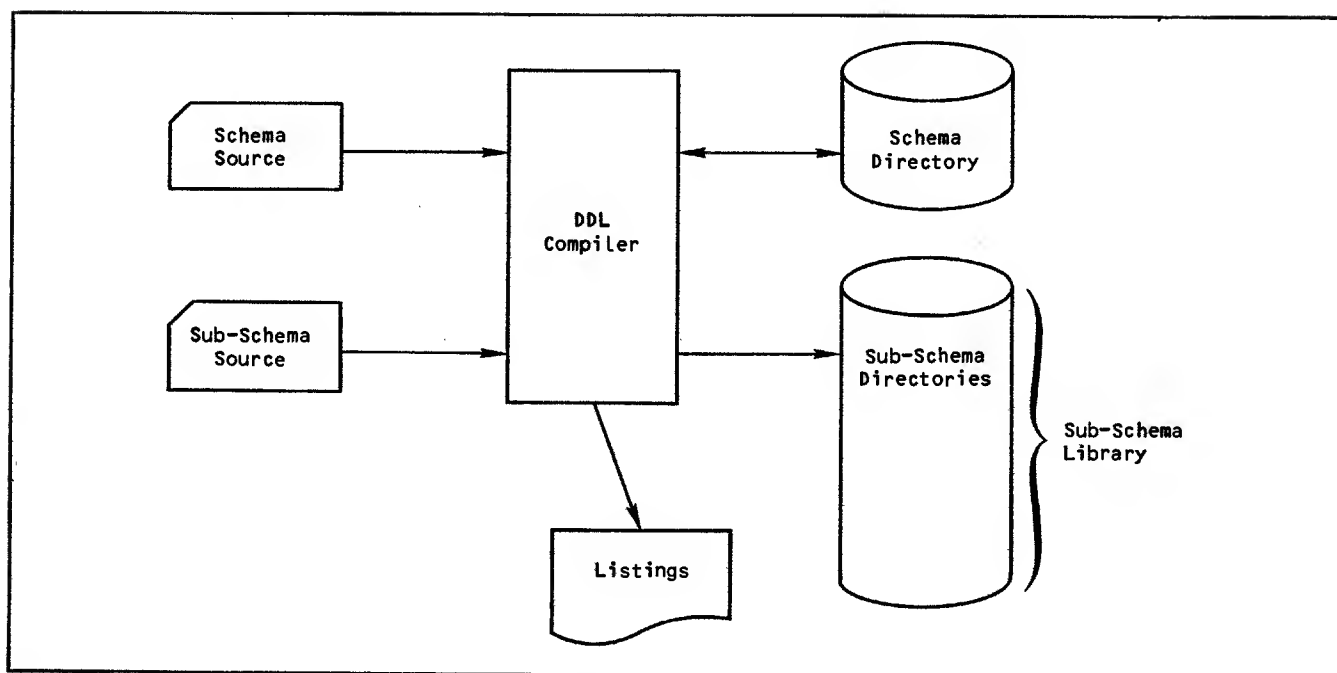 Schema
Source
DDL
Compiler
Schema
Directory
Sub-Schema
Source
Sub-Schema
Directories
Sub-Schema
Library
Listings